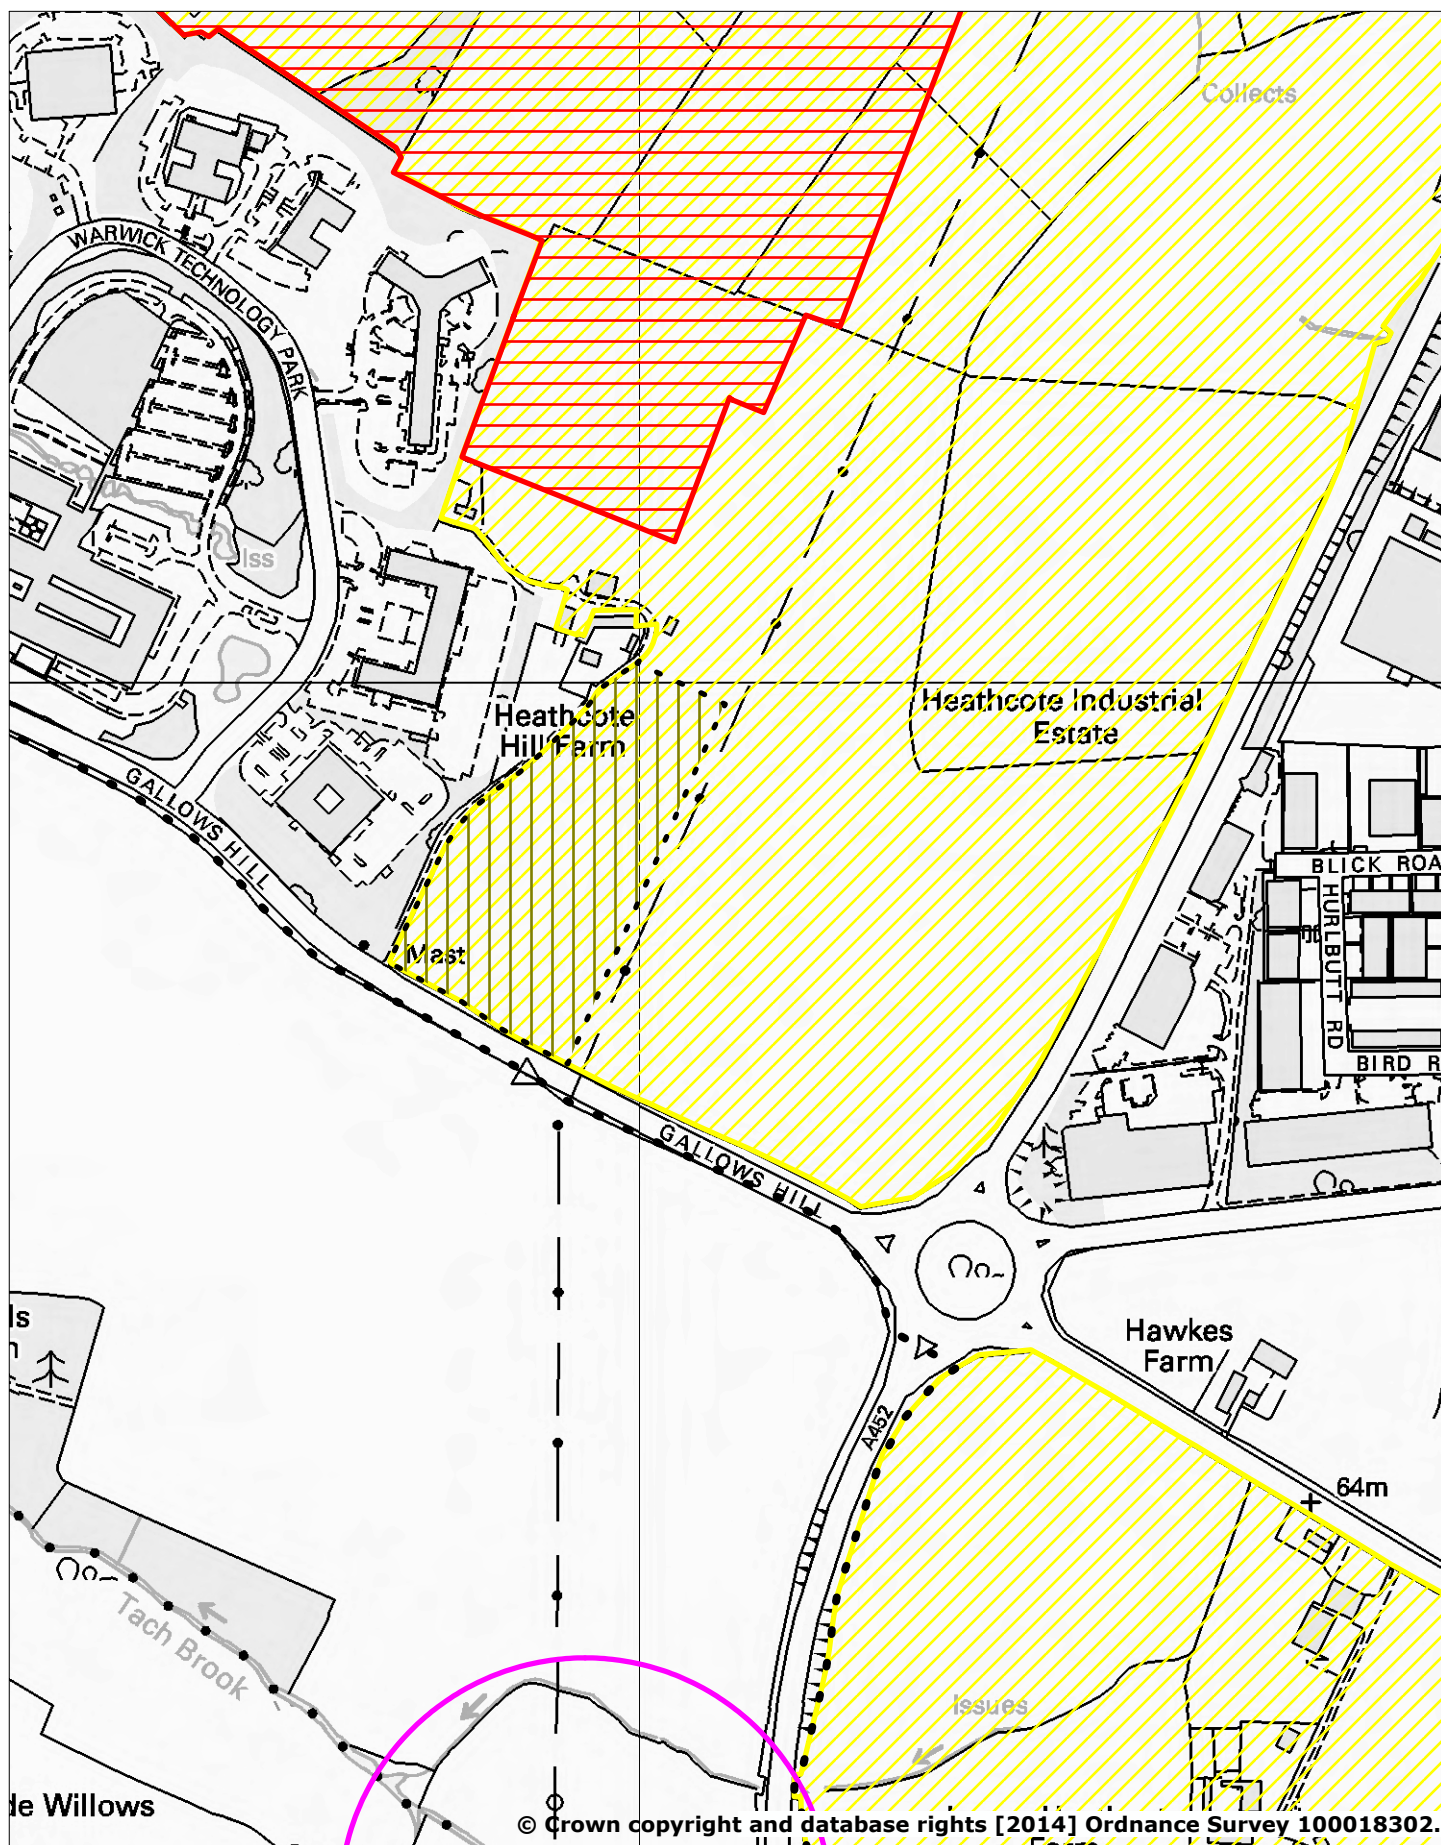 Collects
WARWICK TECHNOLOGY PARK
Iss
Heathcote
Hill Farm
Heathcore Industrial
Estate
GALLOWS HILL
BLICK ROA
HURLBUTT RD
Mast
BIRD R
GALLOWS HILL
ls
n
Hawkes
Farm
A452
64m
Tach Brook
Issues
de Willows
Farm
© Crown copyright and database rights [2014] Ordnance Survey 100018302.